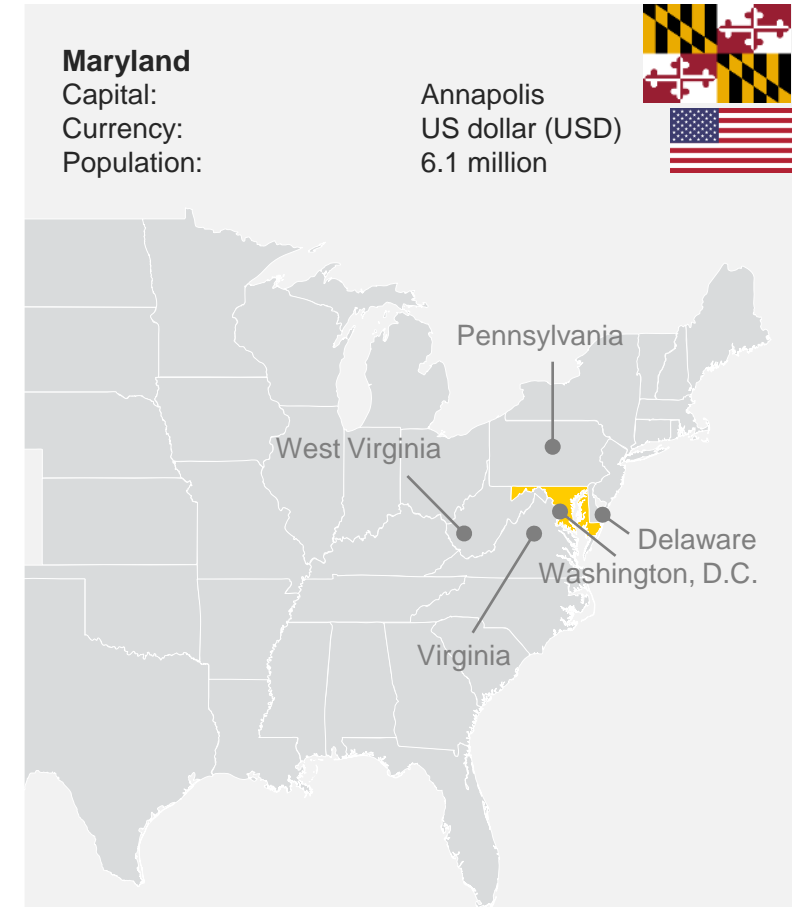 Maryland
Capital: Annapolis
Currency: US dollar (USD)
Population: 6.1 million
Pennsylvania
West Virginia
Delaware
Washington, D.C.
Virginia